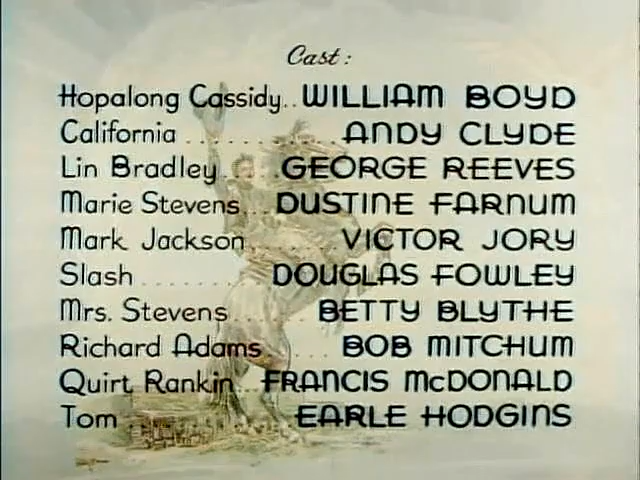 Cast:
Hopalong Cassidy..WILLIAM BOYD
California ............ANDY CLYDE
Lin Bradley.......GEORGE REEVES
Marie Stevens...DUSTINE FARNUM
Mark Jackson.........VICTOR JORY
Slash ............DOUGLAS FOWLEY
Mrs. Stevens........BETTY BLYTHE
Richard Adams......BOB MITCHUM
Quirt Rankin...FRANCIS McDONALD
Tom ...............EARLE HODGINS